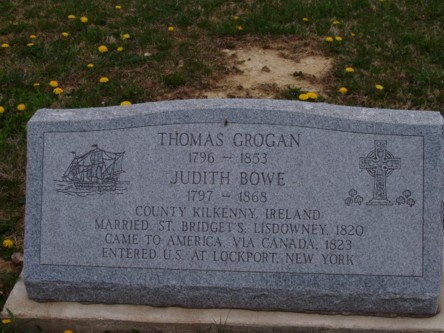 THOMAS GROGAN
1796 - 1853
JUDITH BOWE
1797 - 1868
COUNTY KILKENNY, IRELAND
MARRIED, ST. BRIDGET'S, LISDOWNEY, 1820
CAME TO AMERICA, VIA CANADA, 1823
ENTERED U.S. AT LOCKPORT, NEW YORK